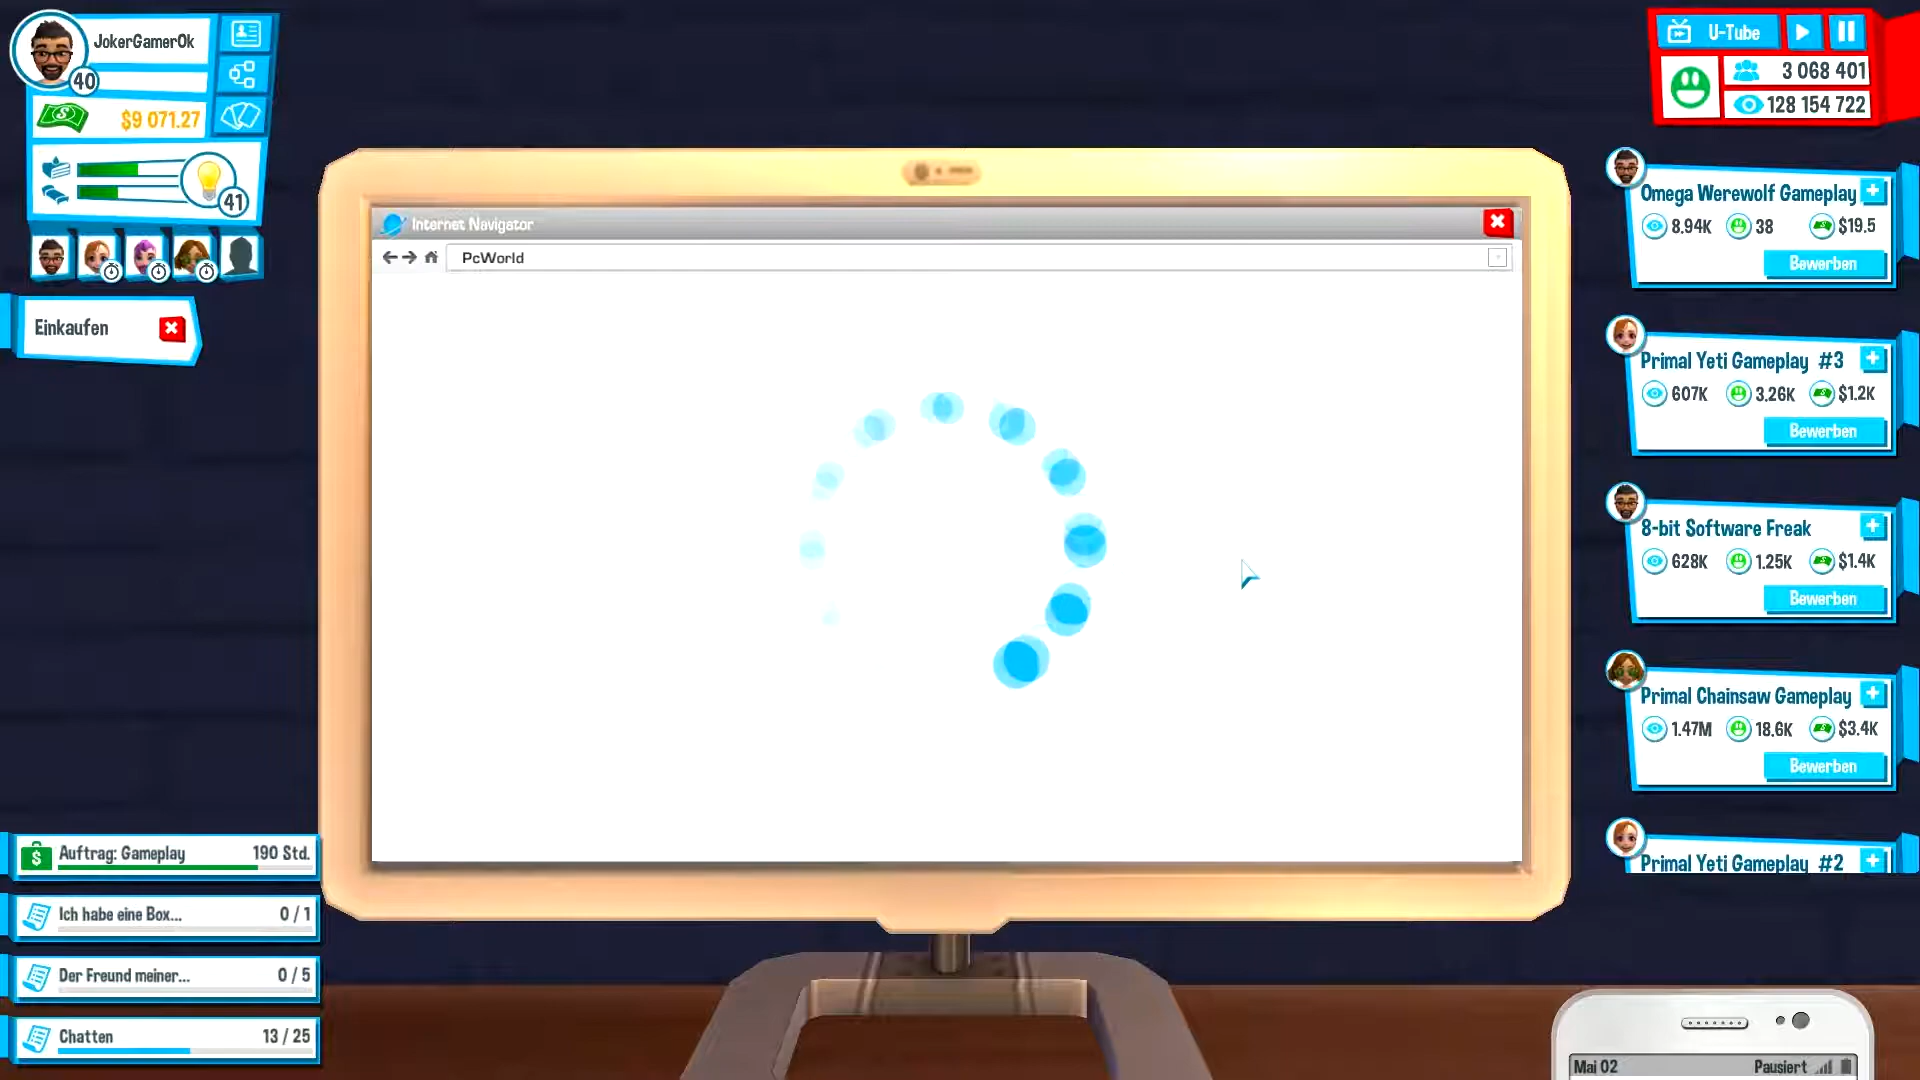 JokerGamerOk
40
$9 071.27
41
Einkaufen
Auftrag: Gameplay 190 Std.
Ich habe eine Box... 0 / 1
Der Freund meiner... 0 / 5
Chatten 13 / 25
Internet Navigator
PcWorld
U-Tube
3 068 401
128 154 722
Omega Werewolf Gameplay
8.94K 38 $19.5
Bewerben
Primal Yeti Gameplay #3
607K 3.26K $1.2K
Bewerben
8-bit Software Freak
628K 1.25K $1.4K
Bewerben
Primal Chainsaw Gameplay
1.47M 18.6K $3.4K
Bewerben
Primal Yeti Gameplay #2
Mai 02 Pausiert